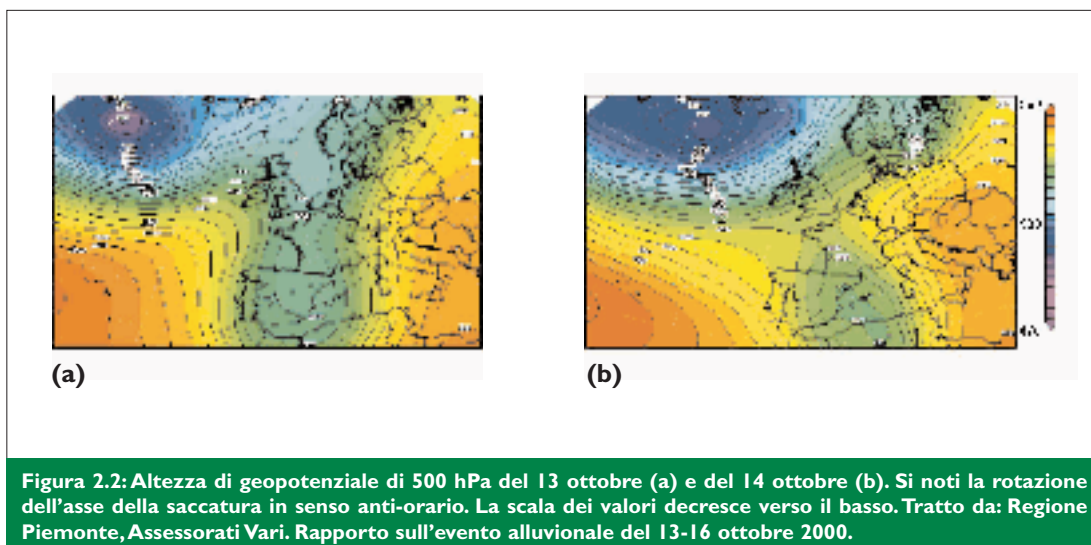 (a)
(b)
Figura 2.2: Altezza di geopotenziale di 500 hPa del 13 ottobre (a) e del 14 ottobre (b). Si noti la rotazione
dell'asse della saccatura in senso anti-orario. La scala dei valori decresce verso il basso. Tratto da: Regione
Piemonte, Assessorati Vari. Rapporto sull'evento alluvionale del 13-16 ottobre 2000.